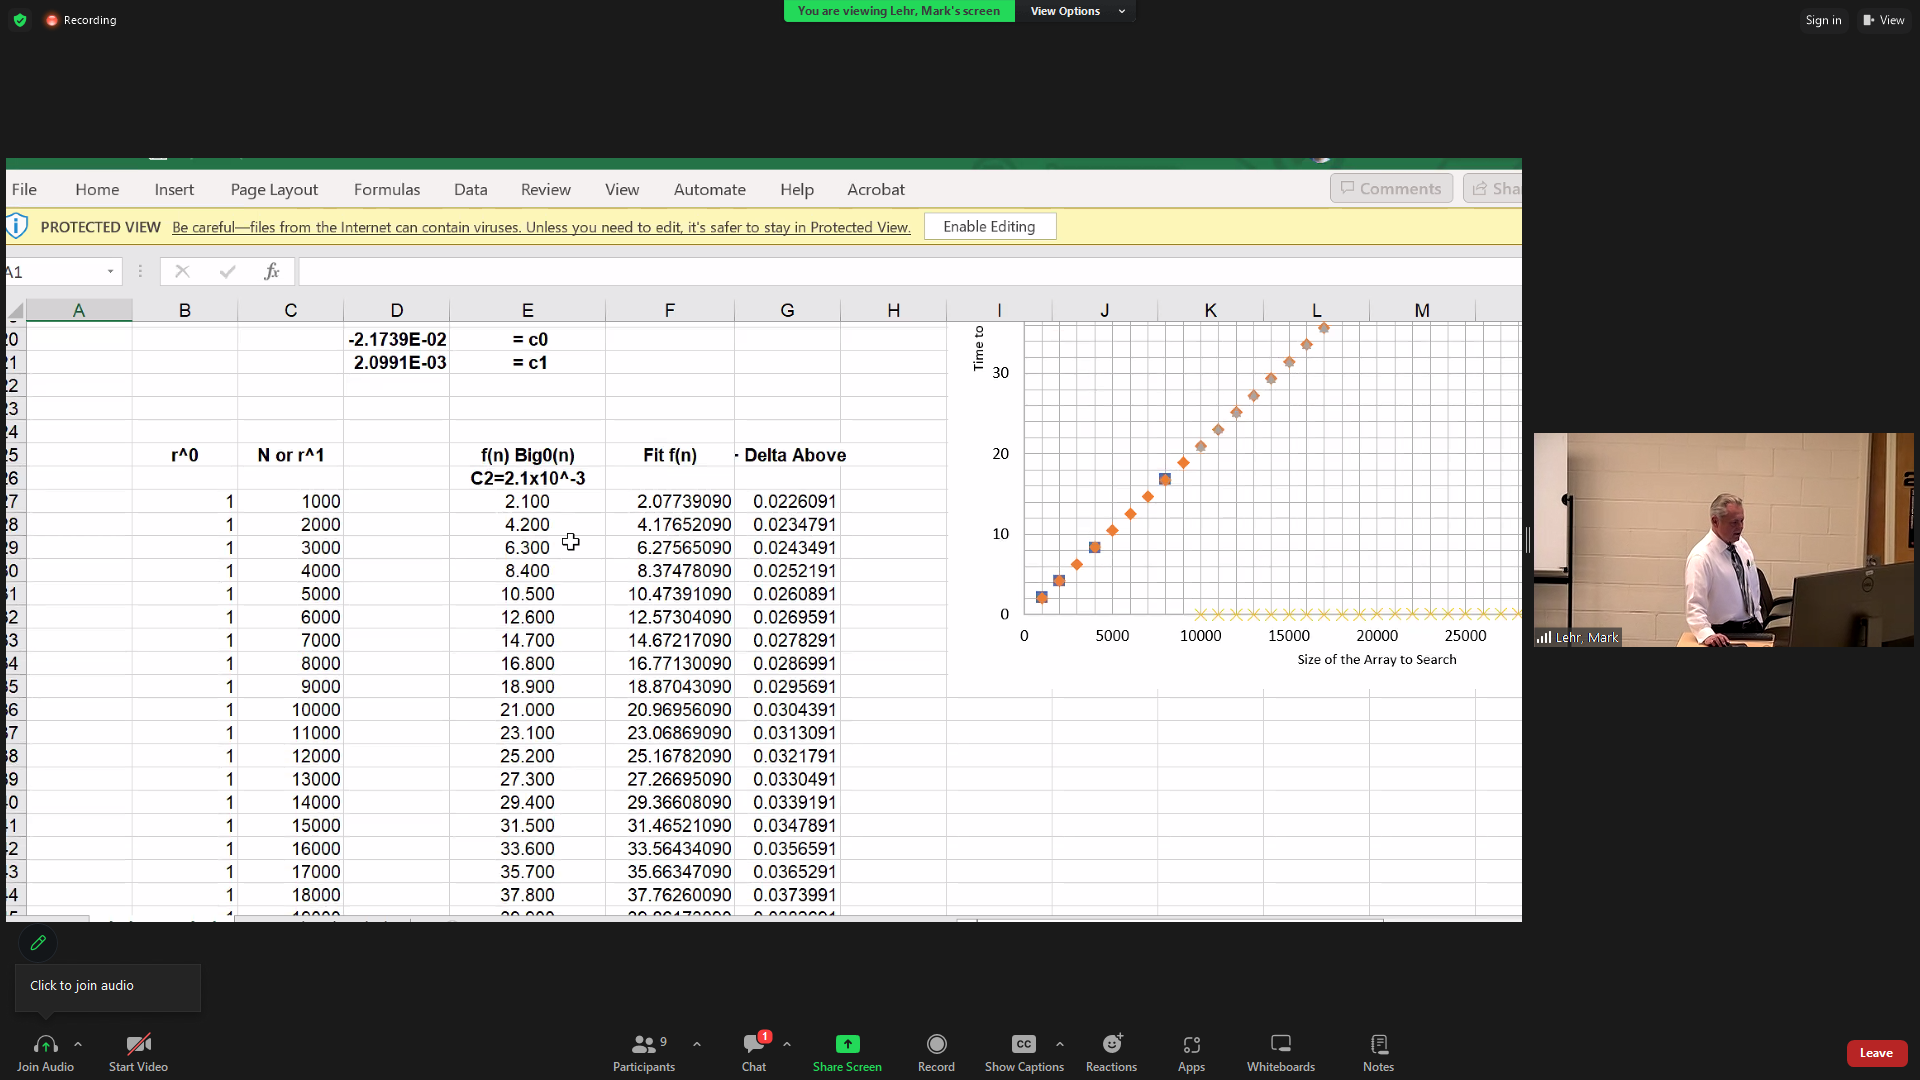 Recording
You are viewing Lehr, Mark's screen
View Options
Sign in
View
File Home Insert Page Layout Formulas Data Review View Automate Help Acrobat
Comments
Sha
PROTECTED VIEW Be careful—files from the Internet can contain viruses. Unless you need to edit, it's safer to stay in Protected View. Enable Editing
A1
fx
A B C D E F G H I J K L M
20 -2.1739E-02 = c0
21 2.0991E-03 = c1
22
23
24
25 r^0 N or r^1 f(n) Big0(n) Fit f(n) - Delta Above
26 C2=2.1x10^-3
27 1 1000 2.100 2.07739090 0.0226091
28 1 2000 4.200 4.17652090 0.0234791
29 1 3000 6.300 6.27565090 0.0243491
30 1 4000 8.400 8.37478090 0.0252191
31 1 5000 10.500 10.47391090 0.0260891
32 1 6000 12.600 12.57304090 0.0269591
33 1 7000 14.700 14.67217090 0.0278291
34 1 8000 16.800 16.77130090 0.0286991
35 1 9000 18.900 18.87043090 0.0295691
36 1 10000 21.000 20.96956090 0.0304391
37 1 11000 23.100 23.06869090 0.0313091
38 1 12000 25.200 25.16782090 0.0321791
39 1 13000 27.300 27.26695090 0.0330491
40 1 14000 29.400 29.36608090 0.0339191
41 1 15000 31.500 31.46521090 0.0347891
42 1 16000 33.600 33.56434090 0.0356591
43 1 17000 35.700 35.66347090 0.0365291
44 1 18000 37.800 37.76260090 0.0373991
Time to
30
20
10
0
0 5000 10000 15000 20000 25000
Size of the Array to Search
Lehr, Mark
Click to join audio
Join Audio
Start Video
Participants 9
Chat 1
Share Screen
Record
CC
Show Captions
Reactions
Apps
Whiteboards
Notes
Leave